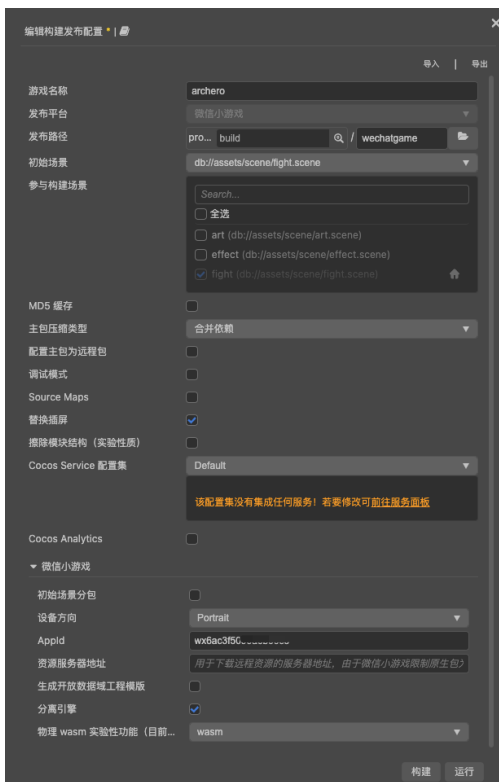 编辑构建发布配置 * |
导入 | 导出
游戏名称 archero
发布平台 微信小游戏
发布路径 pro... build / wechatgame
初始场景 db://assets/scene/fight.scene
参与构建场景 Search...
全选
art (db://assets/scene/art.scene)
effect (db://assets/scene/effect.scene)
fight (db://assets/scene/fight.scene)
MD5 缓存
主包压缩类型 合并依赖
配置主包为远程包
调试模式
Source Maps
替换插屏
擦除模块结构（实验性质）
Cocos Service 配置集 Default
该配置集没有集成任何服务！若要修改可前往服务面板
Cocos Analytics
微信小游戏
初始场景分包
设备方向 Portrait
AppId wx6ac3f50
资源服务器地址 用于下载远程资源的服务器地址，由于微信小游戏限制原生包
生成开放数据域工程模版
分离引擎
物理 wasm 实验性功能（目前... wasm
构建 运行